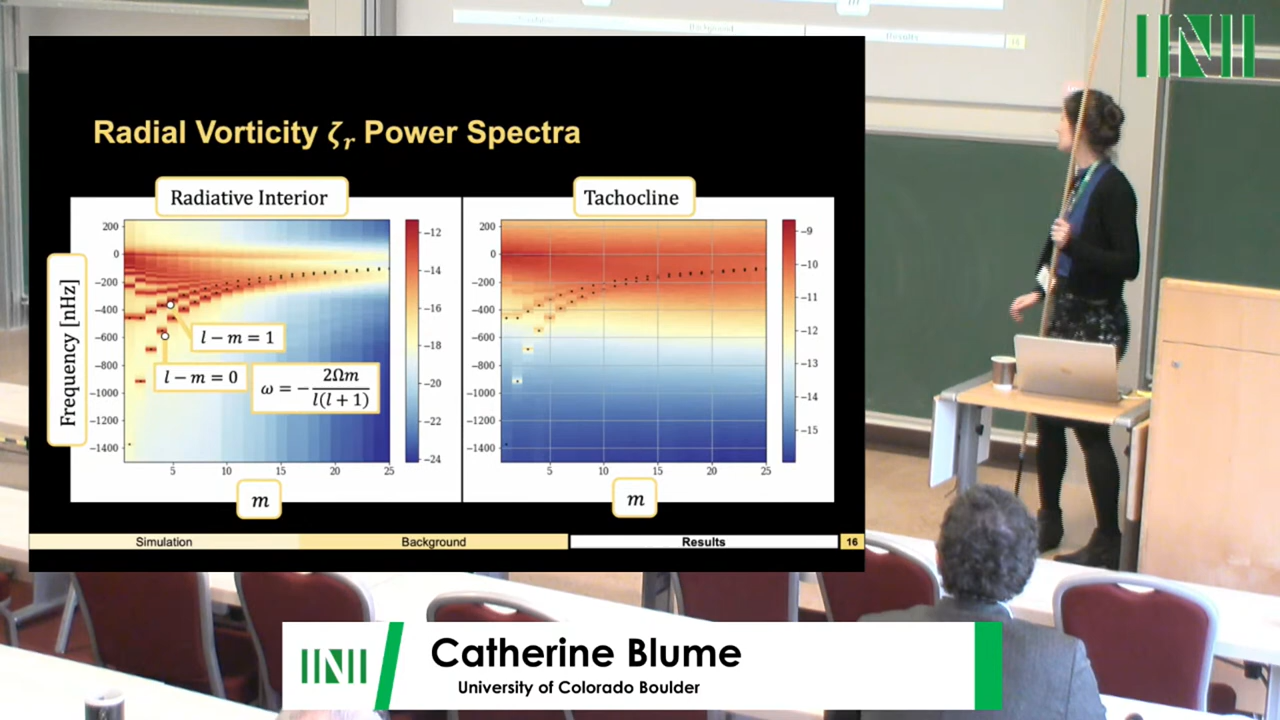 INI
m
Results
Radial Vorticity ζᵣ Power Spectra
Radiative Interior
Tachocline
Frequency [nHz]
200
0
−200
−400
−600
−800
−1000
−1200
−1400
5
10
15
20
25
−12
−14
−16
−18
−20
−22
−24
l − m = 1
l − m = 0
ω = − 2Ωm / l(l + 1)
m
200
0
−200
−400
−600
−800
−1000
−1200
−1400
5
10
15
20
25
−9
−10
−11
−12
−13
−14
−15
m
Simulation
Background
Results
16
INI
Catherine Blume
University of Colorado Boulder